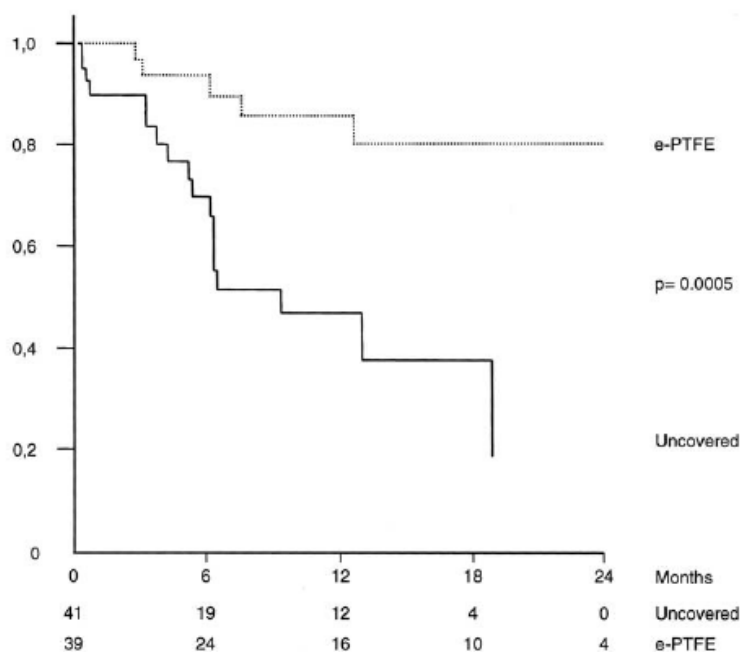 1,0
0,8
e-PTFE
0,6
p= 0.0005
0,4
Uncovered
0,2
0
0 6 12 18 24 Months
41 19 12 4 0 Uncovered
39 24 16 10 4 e-PTFE